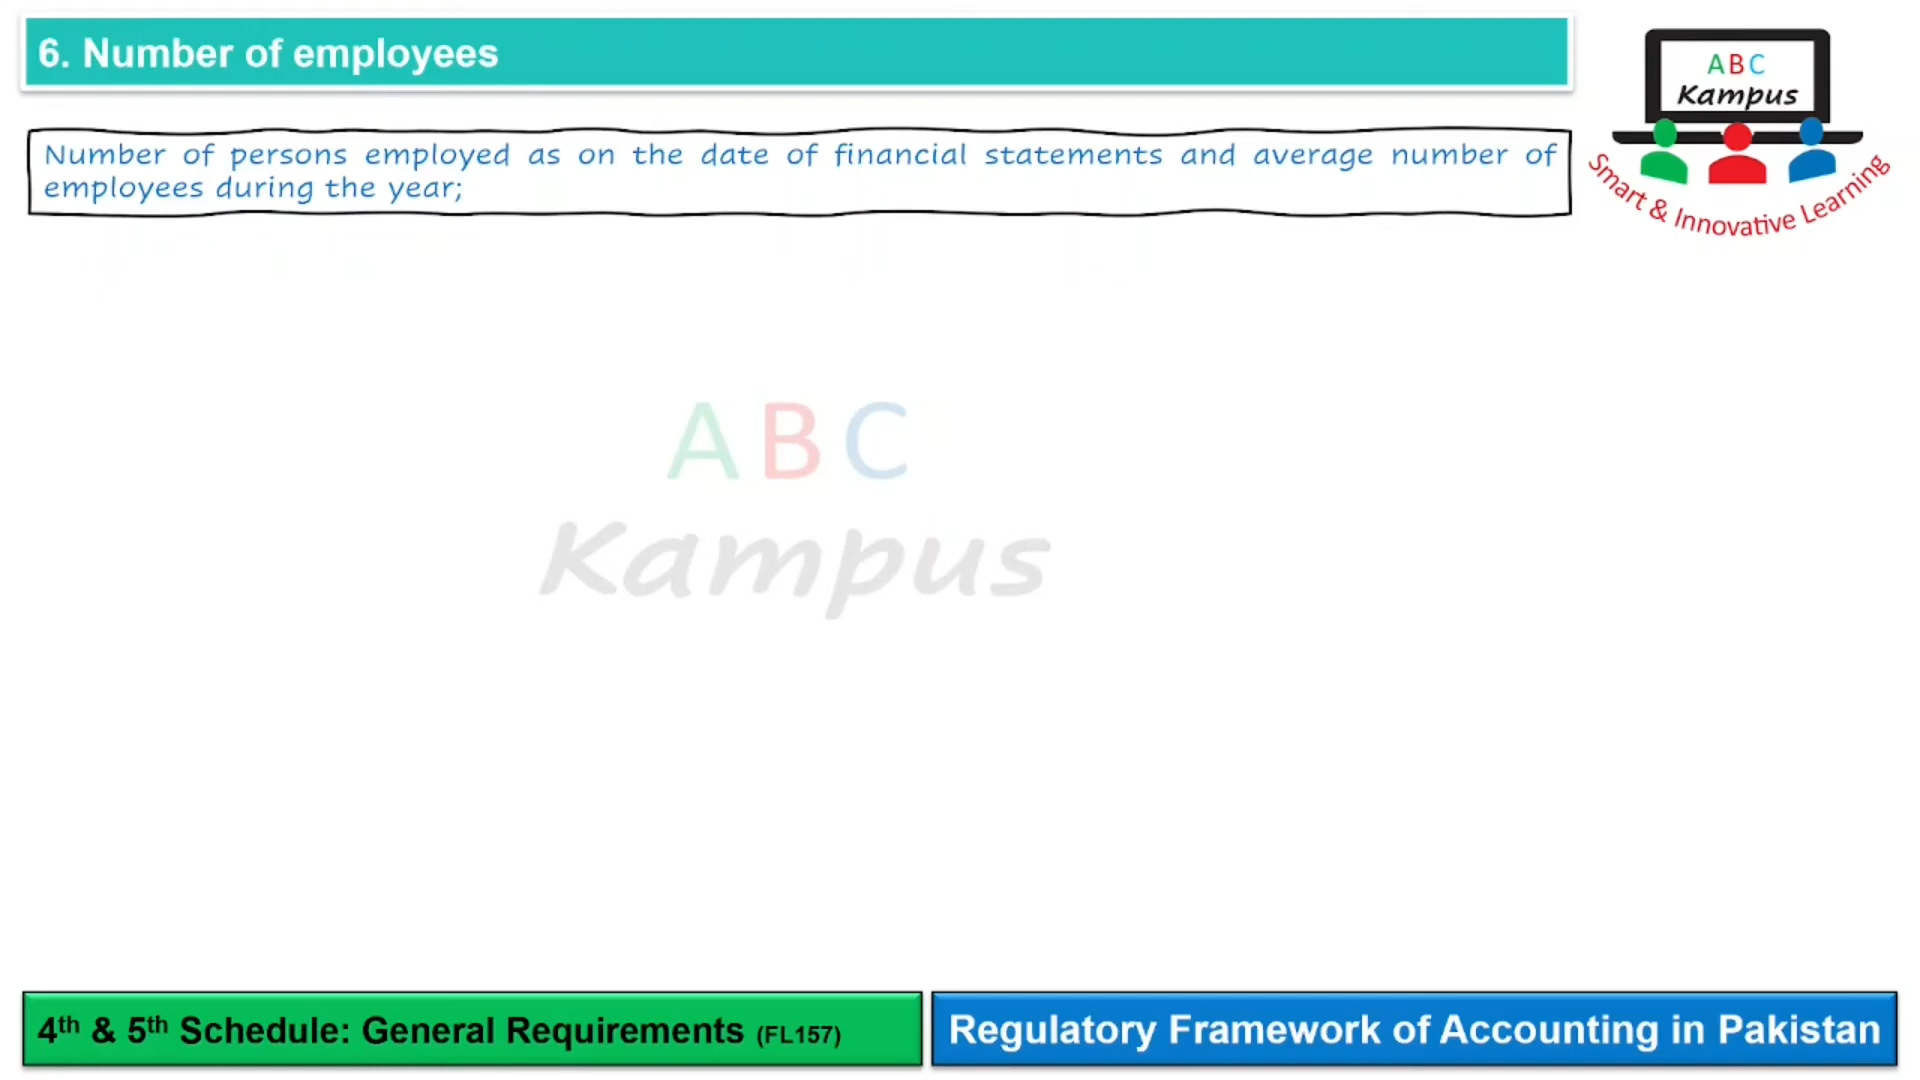 6. Number of employees
ABC
Kampus
Smart & Innovative Learning
Number of persons employed as on the date of financial statements and average number of
employees during the year;
ABC
Kampus
4th & 5th Schedule: General Requirements (FL157)
Regulatory Framework of Accounting in Pakistan